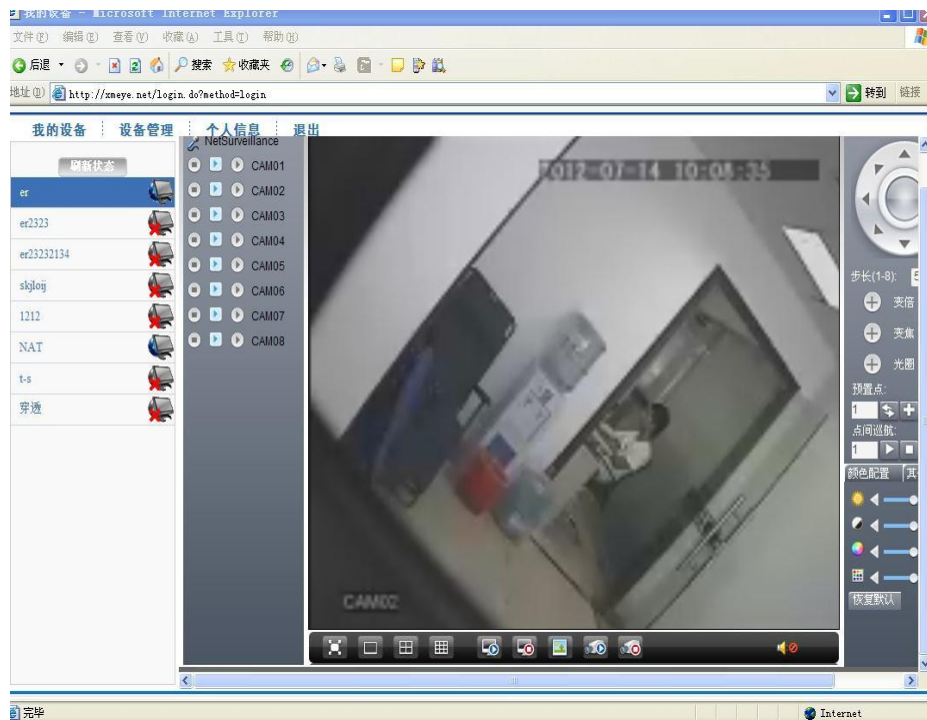 我的设备 - Microsoft Internet Explorer
文件(F) 编辑(E) 查看(V) 收藏(A) 工具(T) 帮助(H)
后退 搜索 收藏夹
地址(D) http://xmeye.net/login.do?method=login 转到 链接
我的设备 设备管理 个人信息 退出
刷新状态
er
er2323
er23232134
skjloij
1212
NAT
t-s
穿透
NetSurveillance
CAM01
CAM02
CAM03
CAM04
CAM05
CAM06
CAM07
CAM08
2012-07-14 10:08:35
CAM02
步长(1-8): 5
变倍
变焦
光圈
预置点:
1
点间巡航:
1
颜色配置 其
恢复默认
完毕 Internet